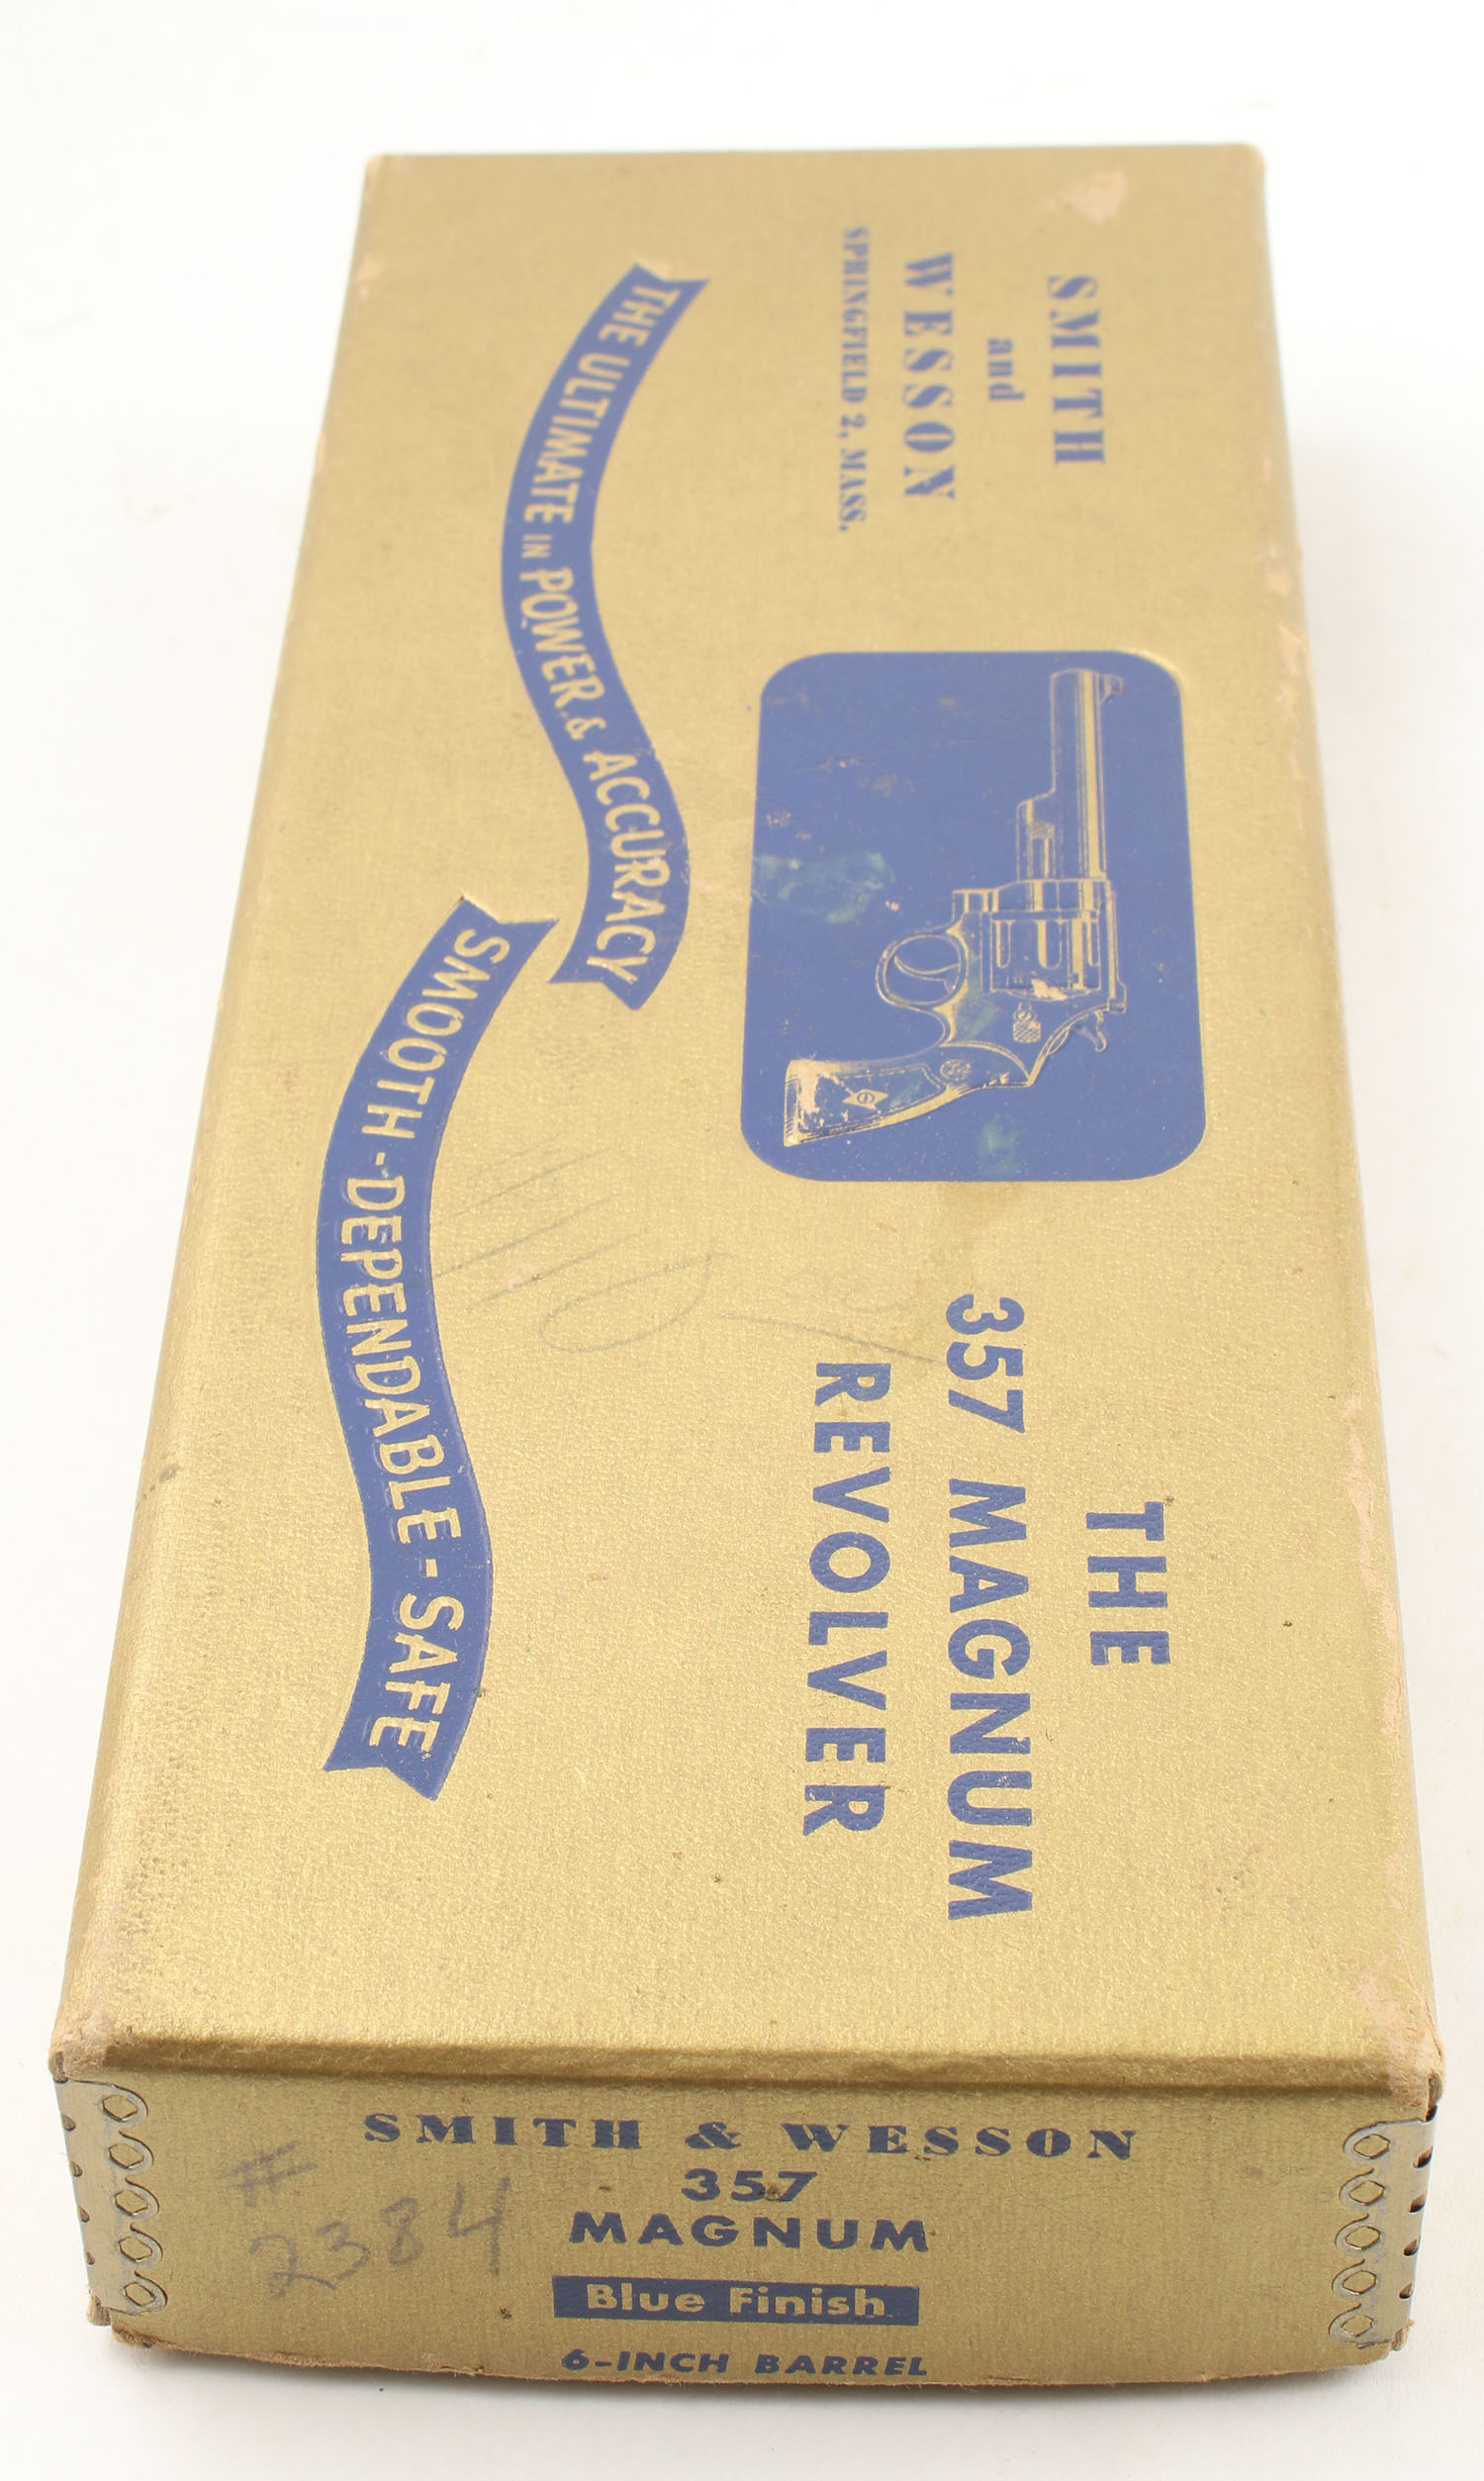 SMITH
and
WESSON
SPRINGFIELD 2, MASS.
THE
357 MAGNUM
REVOLVER
THE ULTIMATE IN POWER & ACCURACY
SMOOTH-DEPENDABLE-SAFE
SMITH & WESSON
357
MAGNUM
Blue Finish
6-INCH BARREL
#
2384